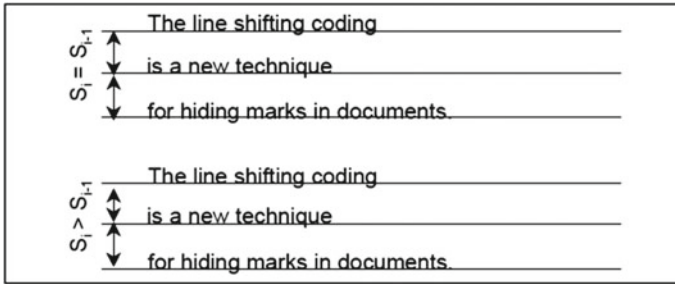 The line shifting coding
is a new technique
for hiding marks in documents.
Sᵢ = Sᵢ₋₁
The line shifting coding
is a new technique
for hiding marks in documents.
Sᵢ > Sᵢ₋₁